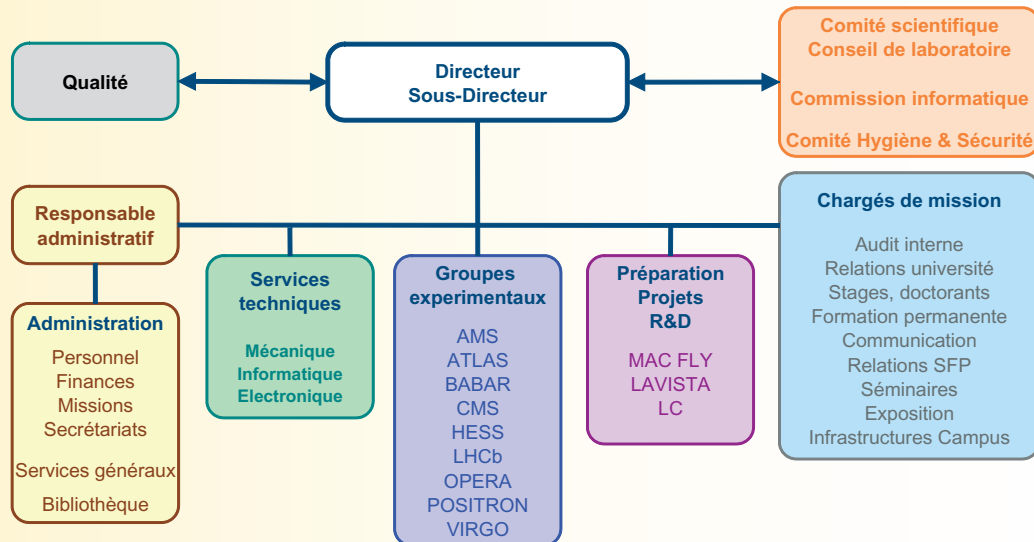 Qualité
Directeur
Sous-Directeur
Comité scientifique
Conseil de laboratoire
Commission informatique
Comité Hygiène & Sécurité
Responsable
administratif
Administration
Personnel
Finances
Missions
Secrétariats
Services généraux
Bibliothèque
Services
techniques
Mécanique
Informatique
Electronique
Groupes
experimentaux
AMS
ATLAS
BABAR
CMS
HESS
LHCb
OPERA
POSITRON
VIRGO
Préparation
Projets
R&D
MAC FLY
LAVISTA
LC
Chargés de mission
Audit interne
Relations université
Stages, doctorants
Formation permanente
Communication
Relations SFP
Séminaires
Exposition
Infrastructures Campus